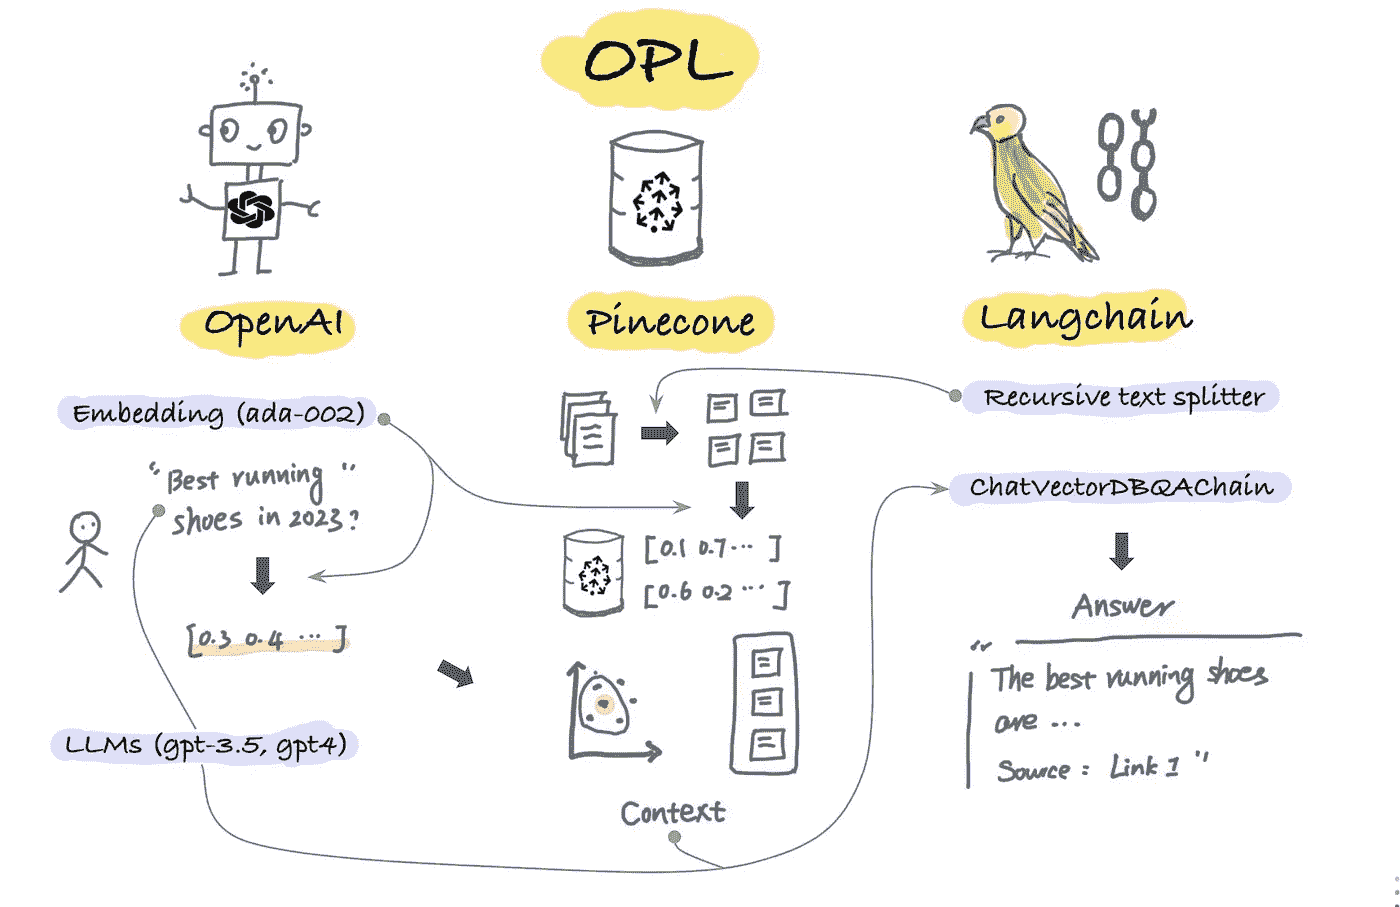 OPL
OpenAI
Embedding (ada-002)
"Best running "
shoes in 2023?
[0.3 0.4 ... ]
LLMs (gpt-3.5, gpt4)
Pinecone
[0.1 0.7... ]
[0.6 0.2 ... ]
Context
Langchain
Recursive text splitter
ChatVectorDBQAChain
Answer
"
The best running shoes
are ...
Source : Link 1 "